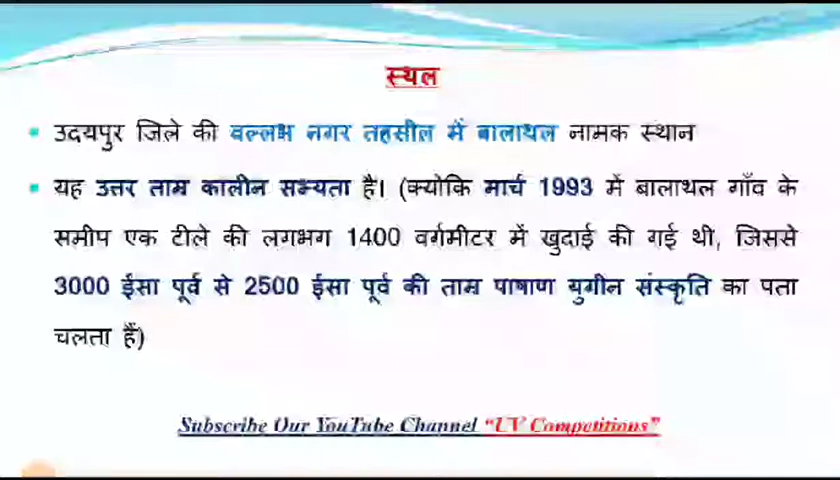 स्थल
उदयपुर जिले की वल्लभ नगर तहसील में बालाथल नामक स्थान
यह उत्तर ताम कालीन सभ्यता है। (क्योकि मार्च 1993 में बालाथल गाँव के
समीप एक टीले की लगभग 1400 वर्गमीटर में खुदाई की गई थी, जिससे
3000 ईसा पूर्व से 2500 ईसा पूर्व की ताम पाषाण युगीन संस्कृति का पता
चलता हैं)
Subscribe Our YouTube Channel “UV Competitions”